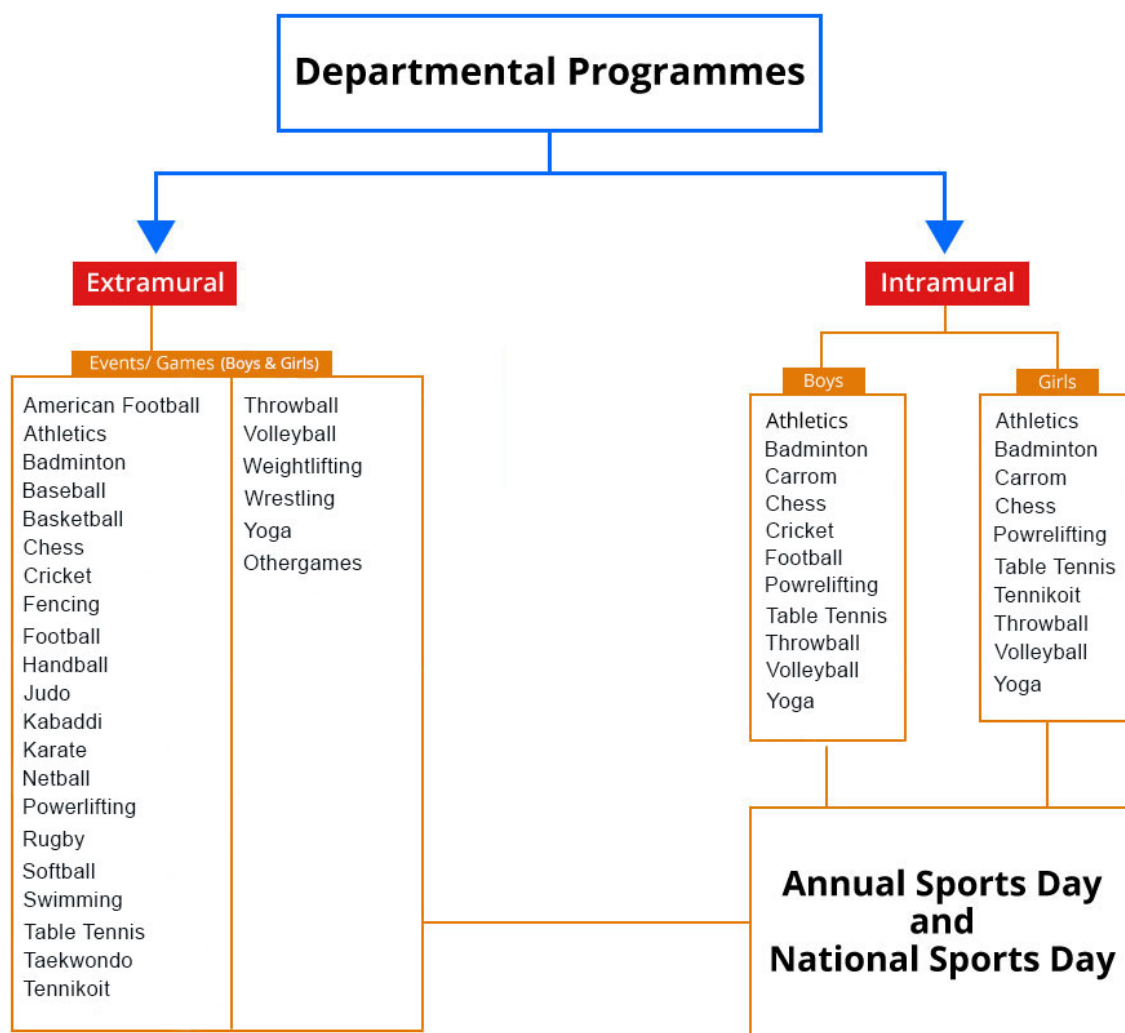 Departmental Programmes
Extramural
Events/ Games (Boys & Girls)
American Football
Athletics
Badminton
Baseball
Basketball
Chess
Cricket
Fencing
Football
Handball
Judo
Kabaddi
Karate
Netball
Powerlifting
Rugby
Softball
Swimming
Table Tennis
Taekwondo
Tennikoit
Throwball
Volleyball
Weightlifting
Wrestling
Yoga
Othergames
Intramural
Boys
Athletics
Badminton
Carrom
Chess
Cricket
Football
Powrelifting
Table Tennis
Throwball
Volleyball
Yoga
Girls
Athletics
Badminton
Carrom
Chess
Powrelifting
Table Tennis
Tennikoit
Throwball
Volleyball
Yoga
Annual Sports Day
and
National Sports Day